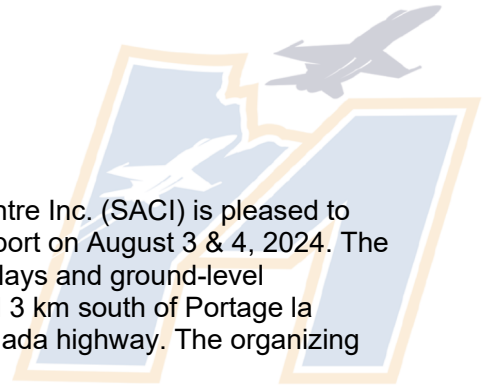 ntre Inc. (SACI) is pleased to
port on August 3 & 4, 2024. The
lays and ground-level
3 km south of Portage la
ada highway. The organizing